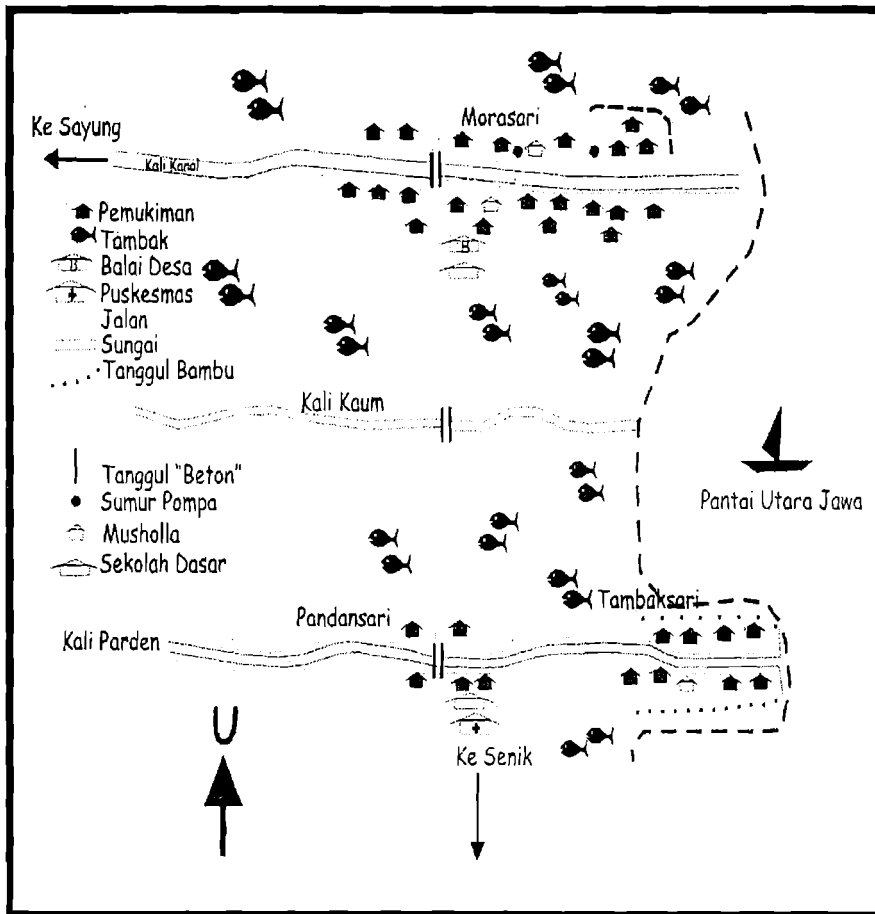 Morasari
Ke Sayung
Kali Kanal
Pemukiman
Tambak
B
B Balai Desa
Puskesmas
Jalan
Sungai
Tanggul Bambu
Kali Kaum
Tanggul "Beton"
Sumur Pompa
Pantai Utara Jawa
Musholla
Sekolah Dasar
Tambaksari
Pandansari
Kali Parden
U
Ke Senik